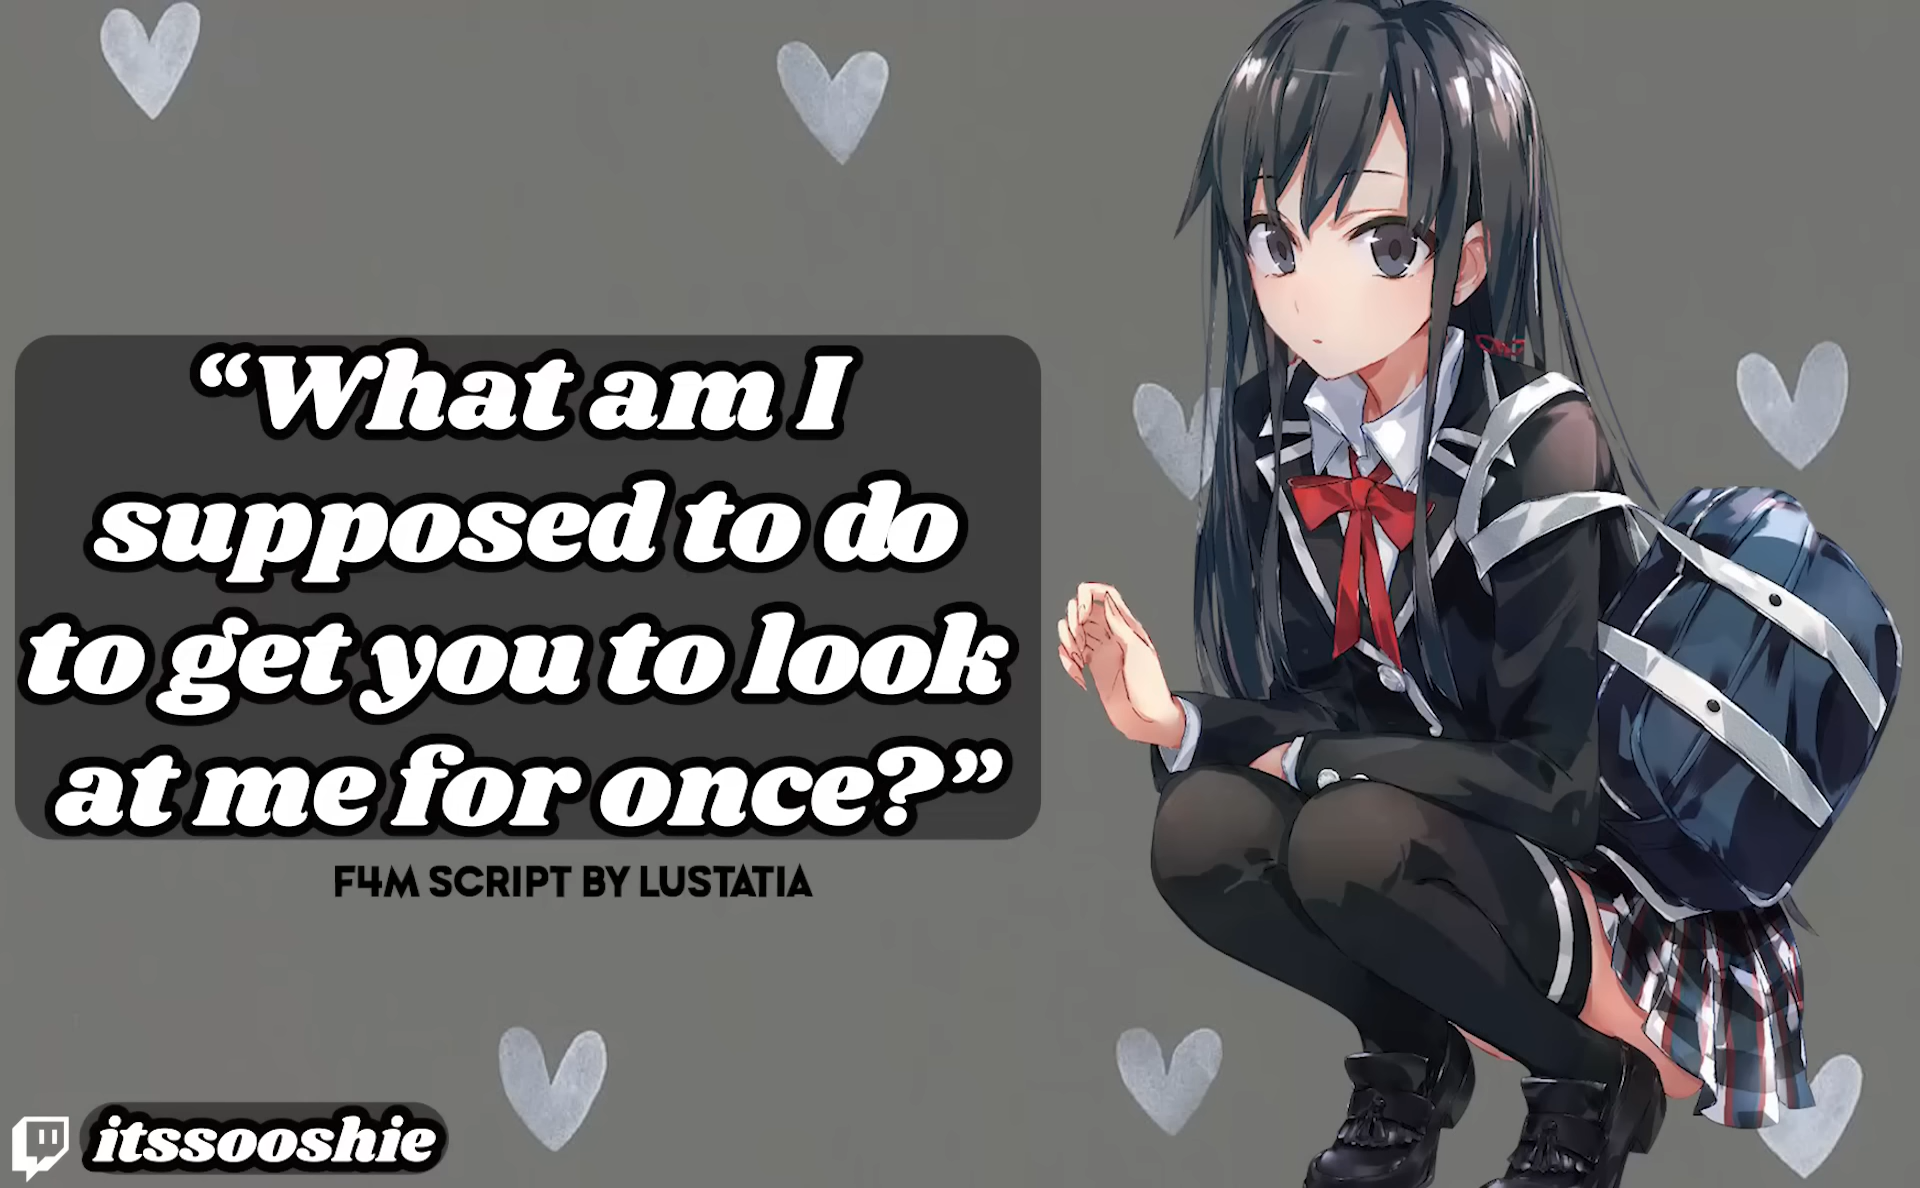 “What am I
supposed to do
to get you to look
at me for once?”
F4M SCRIPT BY LUSTATIA
itssooshie